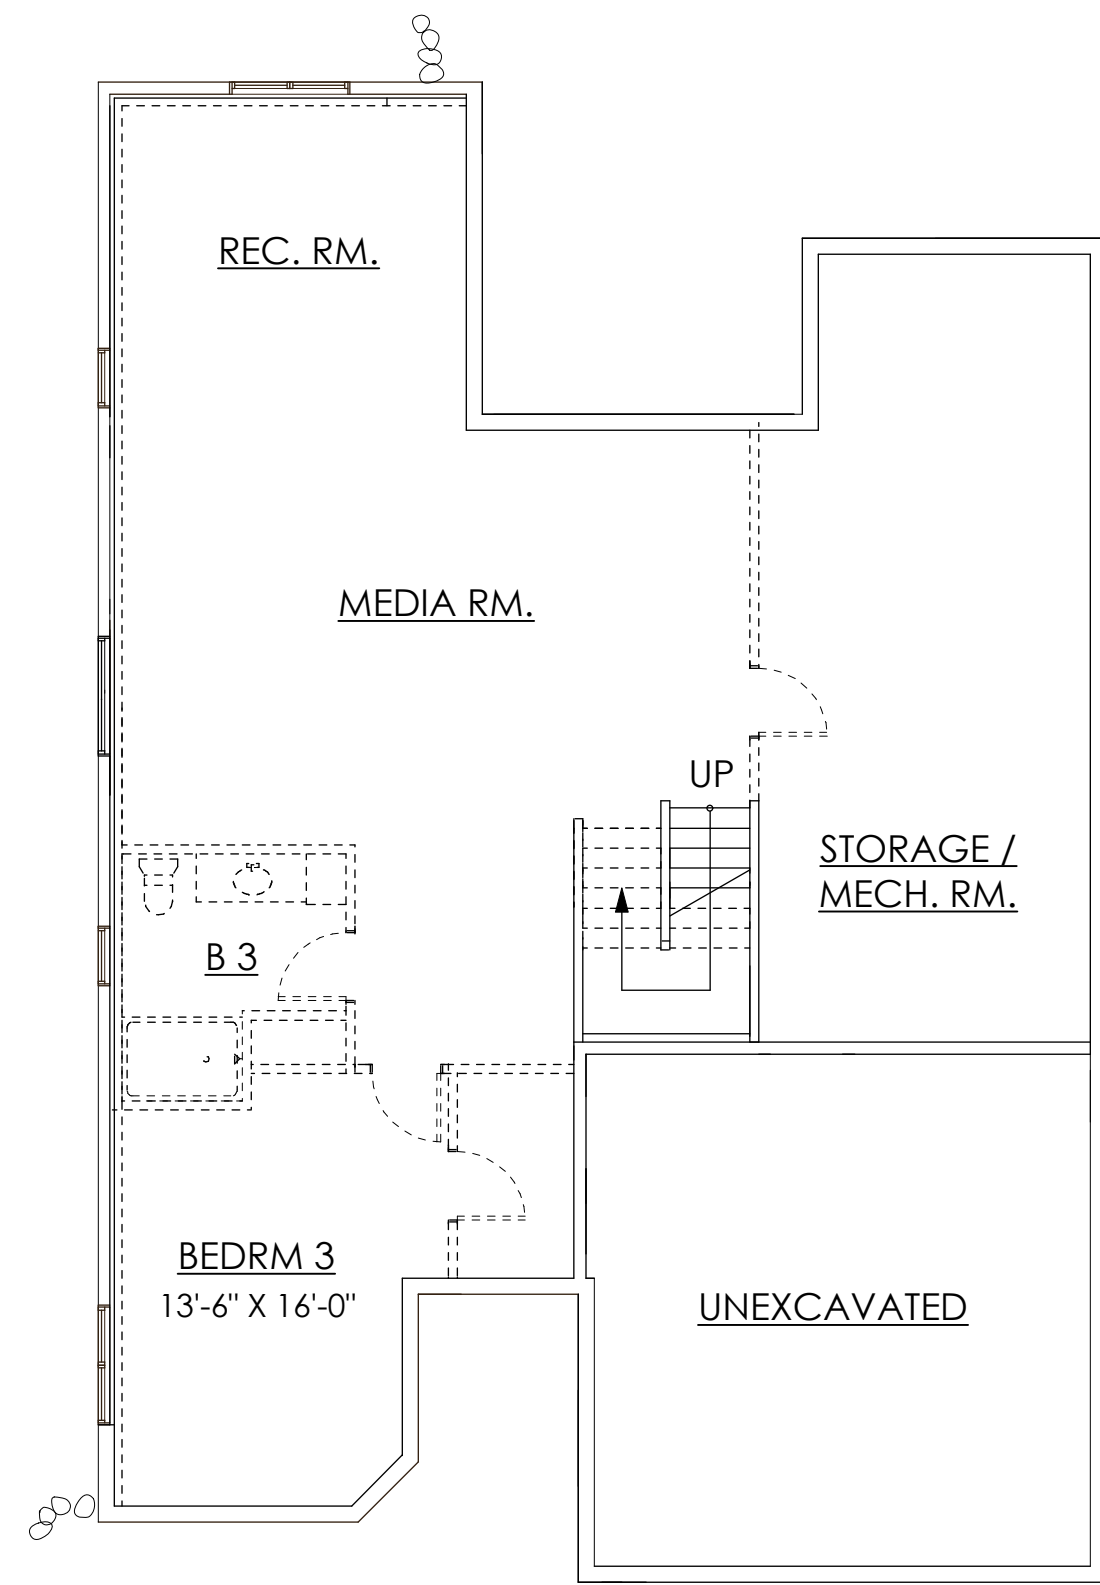 REC. RM.
MEDIA RM.
UP
STORAGE /
MECH. RM.
B 3
BEDRM 3
13'-6" X 16'-0"
UNEXCAVATED